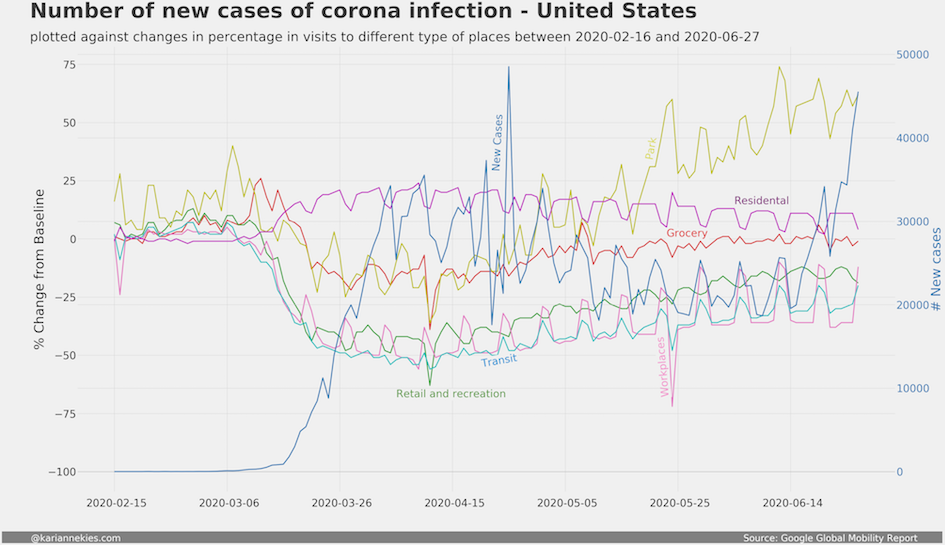 Number of new cases of corona infection - United States
plotted against changes in percentage in visits to different type of places between 2020-02-16 and 2020-06-27
% Change from Baseline
75
50
25
0
−25
−50
−75
−100
New Cases
Park
Residental
Grocery
Transit
Workplaces
Retail and recreation
50000
40000
30000
20000
10000
0
# New cases
2020-02-15
2020-03-06
2020-03-26
2020-04-15
2020-05-05
2020-05-25
2020-06-14
@kariannekies.com
Source: Google Global Mobility Report